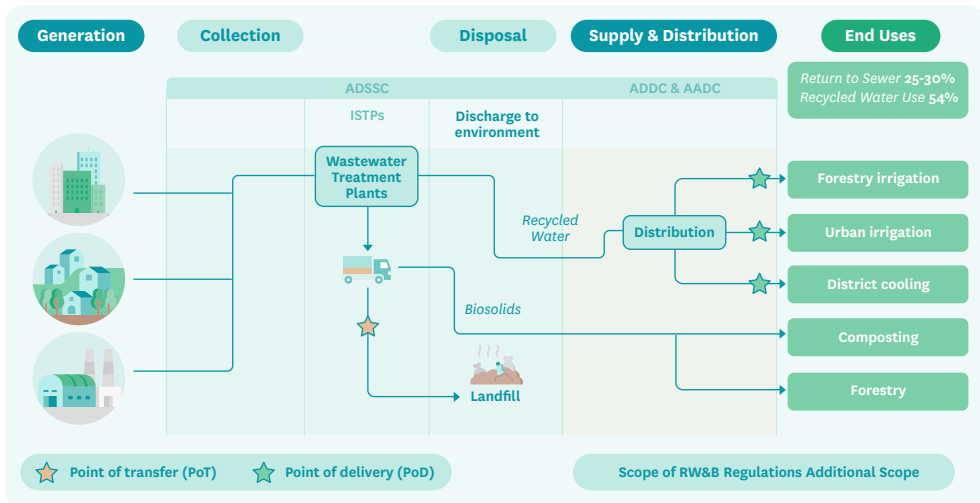 Generation
Collection
Disposal
Supply & Distribution
End Uses
Return to Sewer 25-30%
Recycled Water Use 54%
ADSSC
ADDC & AADC
ISTPs
Discharge to
environment
Wastewater
Treatment
Plants
Recycled
Water
Distribution
Forestry irrigation
Urban irrigation
District cooling
Biosolids
Composting
Landfill
Forestry
Point of transfer (PoT)
Point of delivery (PoD)
Scope of RW&B Regulations Additional Scope